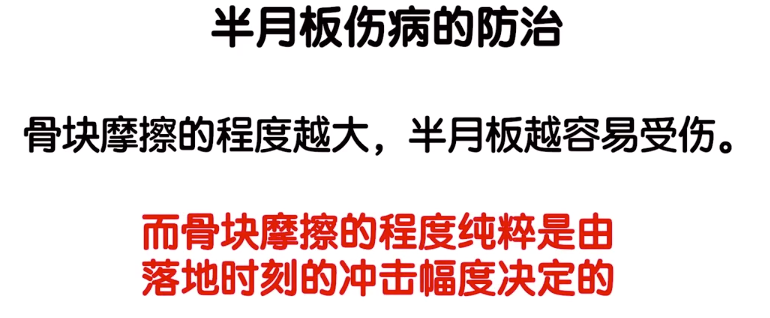 半月板伤病的防治
骨块摩擦的程度越大，半月板越容易受伤。
而骨块摩擦的程度纯粹是由
落地时刻的冲击幅度决定的